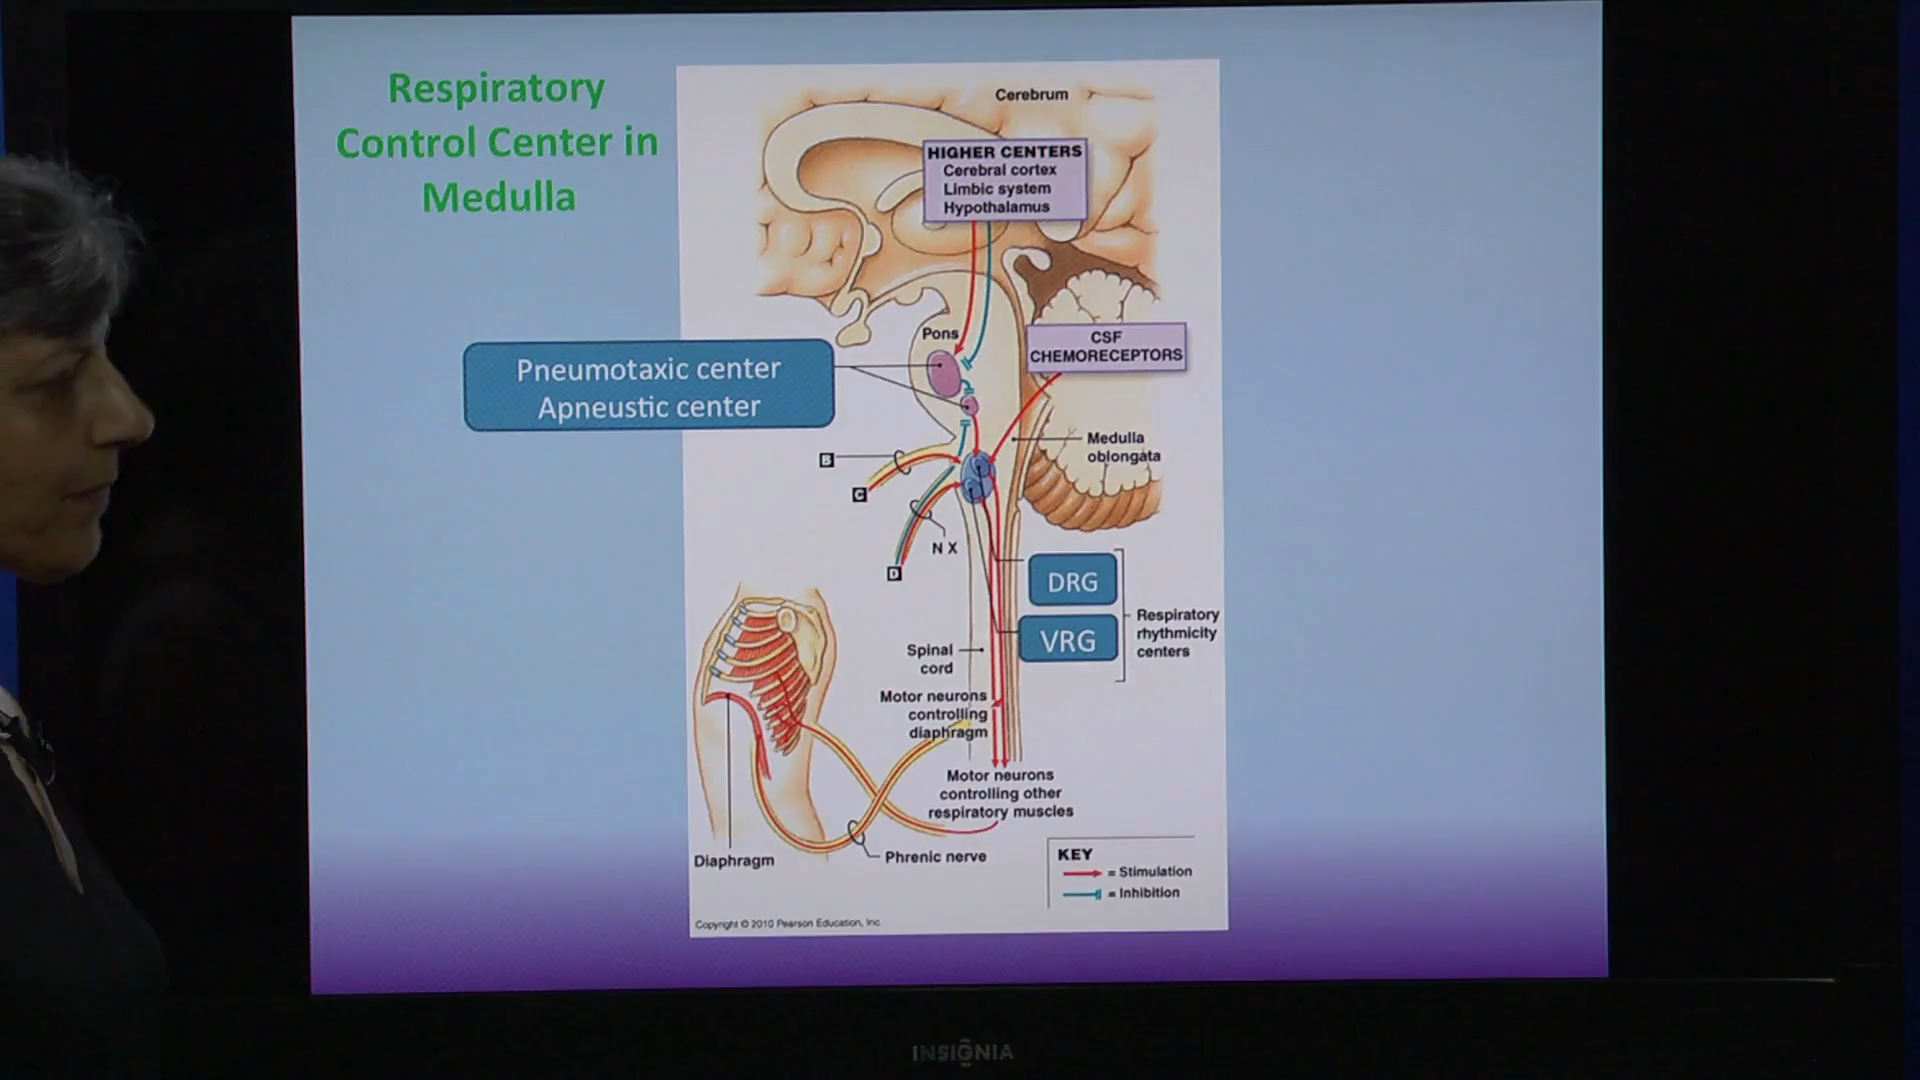 Respiratory
Control Center in
Medulla
Cerebrum
HIGHER CENTERS
Cerebral cortex
Limbic system
Hypothalamus
Pons
CSF
CHEMORECEPTORS
Pneumotaxic center
Apneustic center
Medulla
oblongata
B
C
N X
D
DRG
VRG
Respiratory
rhythmicity
centers
Spinal
cord
Motor neurons
controlling
diaphragm
Motor neurons
controlling other
respiratory muscles
Diaphragm
Phrenic nerve
KEY
= Stimulation
= Inhibition
Copyright © 2010 Pearson Education, Inc.
INSIGNIA